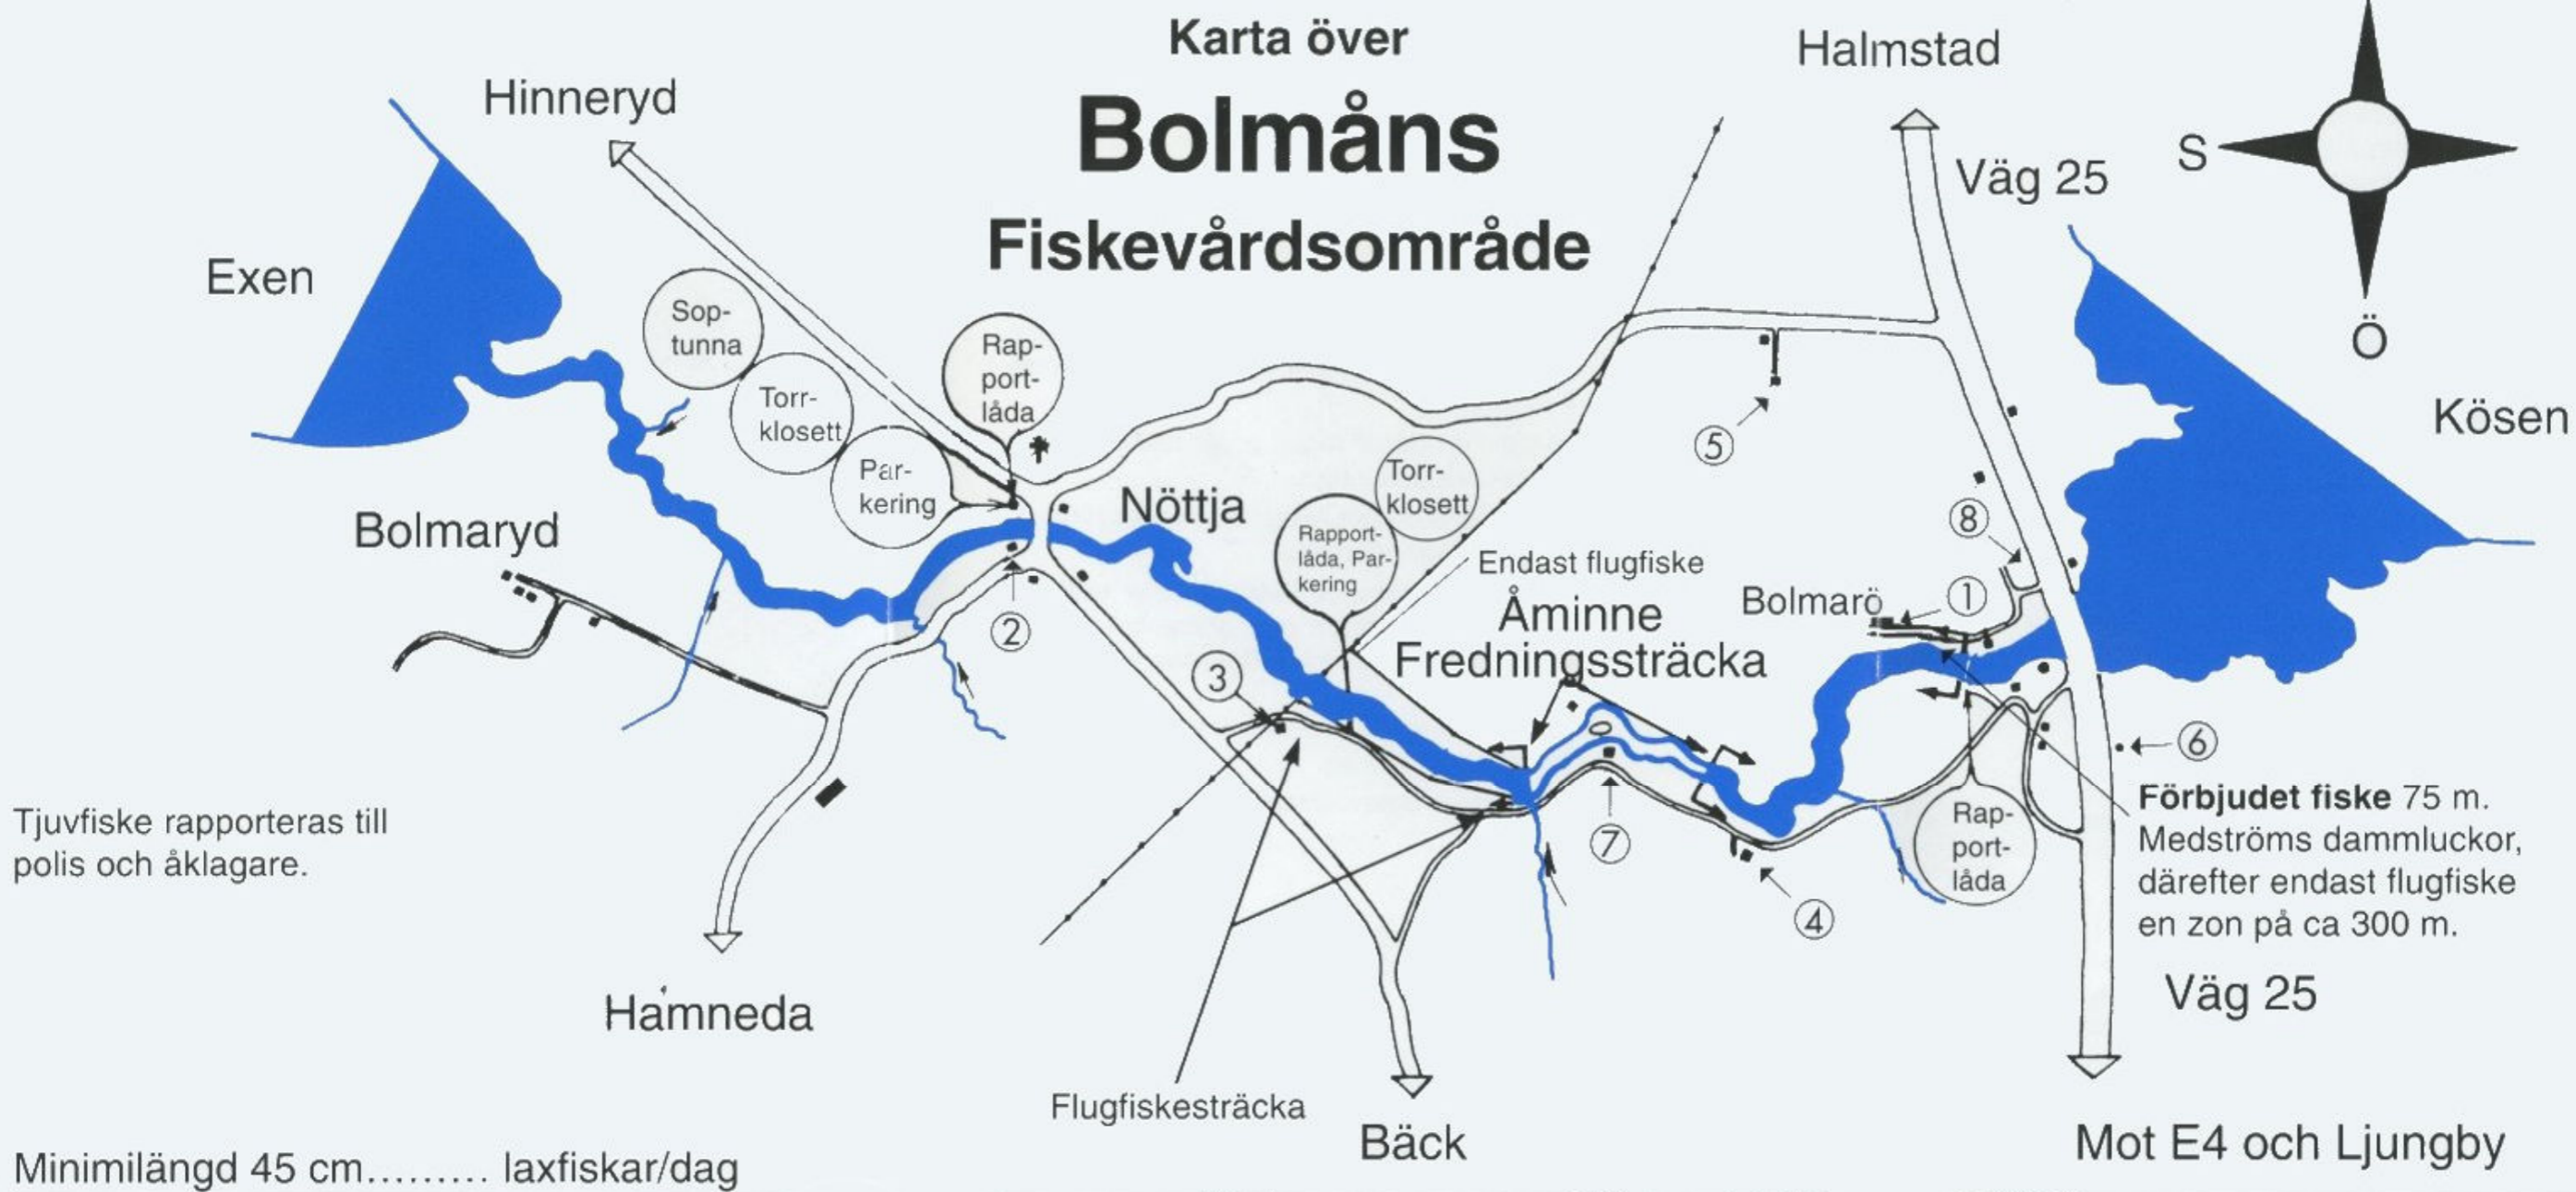 Karta över
Bolmåns
Fiskevårdsområde
Hinneryd
Halmstad
Väg 25
S
Ö
Exen
Kösen
Sop-
tunna
Torr-
klosett
Par-
kering
Rap-
port-
låda
Bolmaryd
Nöttja
Torr-
klosett
Rapport-
låda, Par-
kering
Endast flugfiske
Åminne
Fredningssträcka
Bolmarö
5
8
1
2
3
6
7
4
Rap-
port-
låda
Förbjudet fiske 75 m.
Medströms dammluckor,
därefter endast flugfiske
en zon på ca 300 m.
Väg 25
Tjuvfiske rapporteras till
polis och åklagare.
Hamneda
Flugfiskesträcka
Bäck
Mot E4 och Ljungby
Minimilängd 45 cm......... laxfiskar/dag